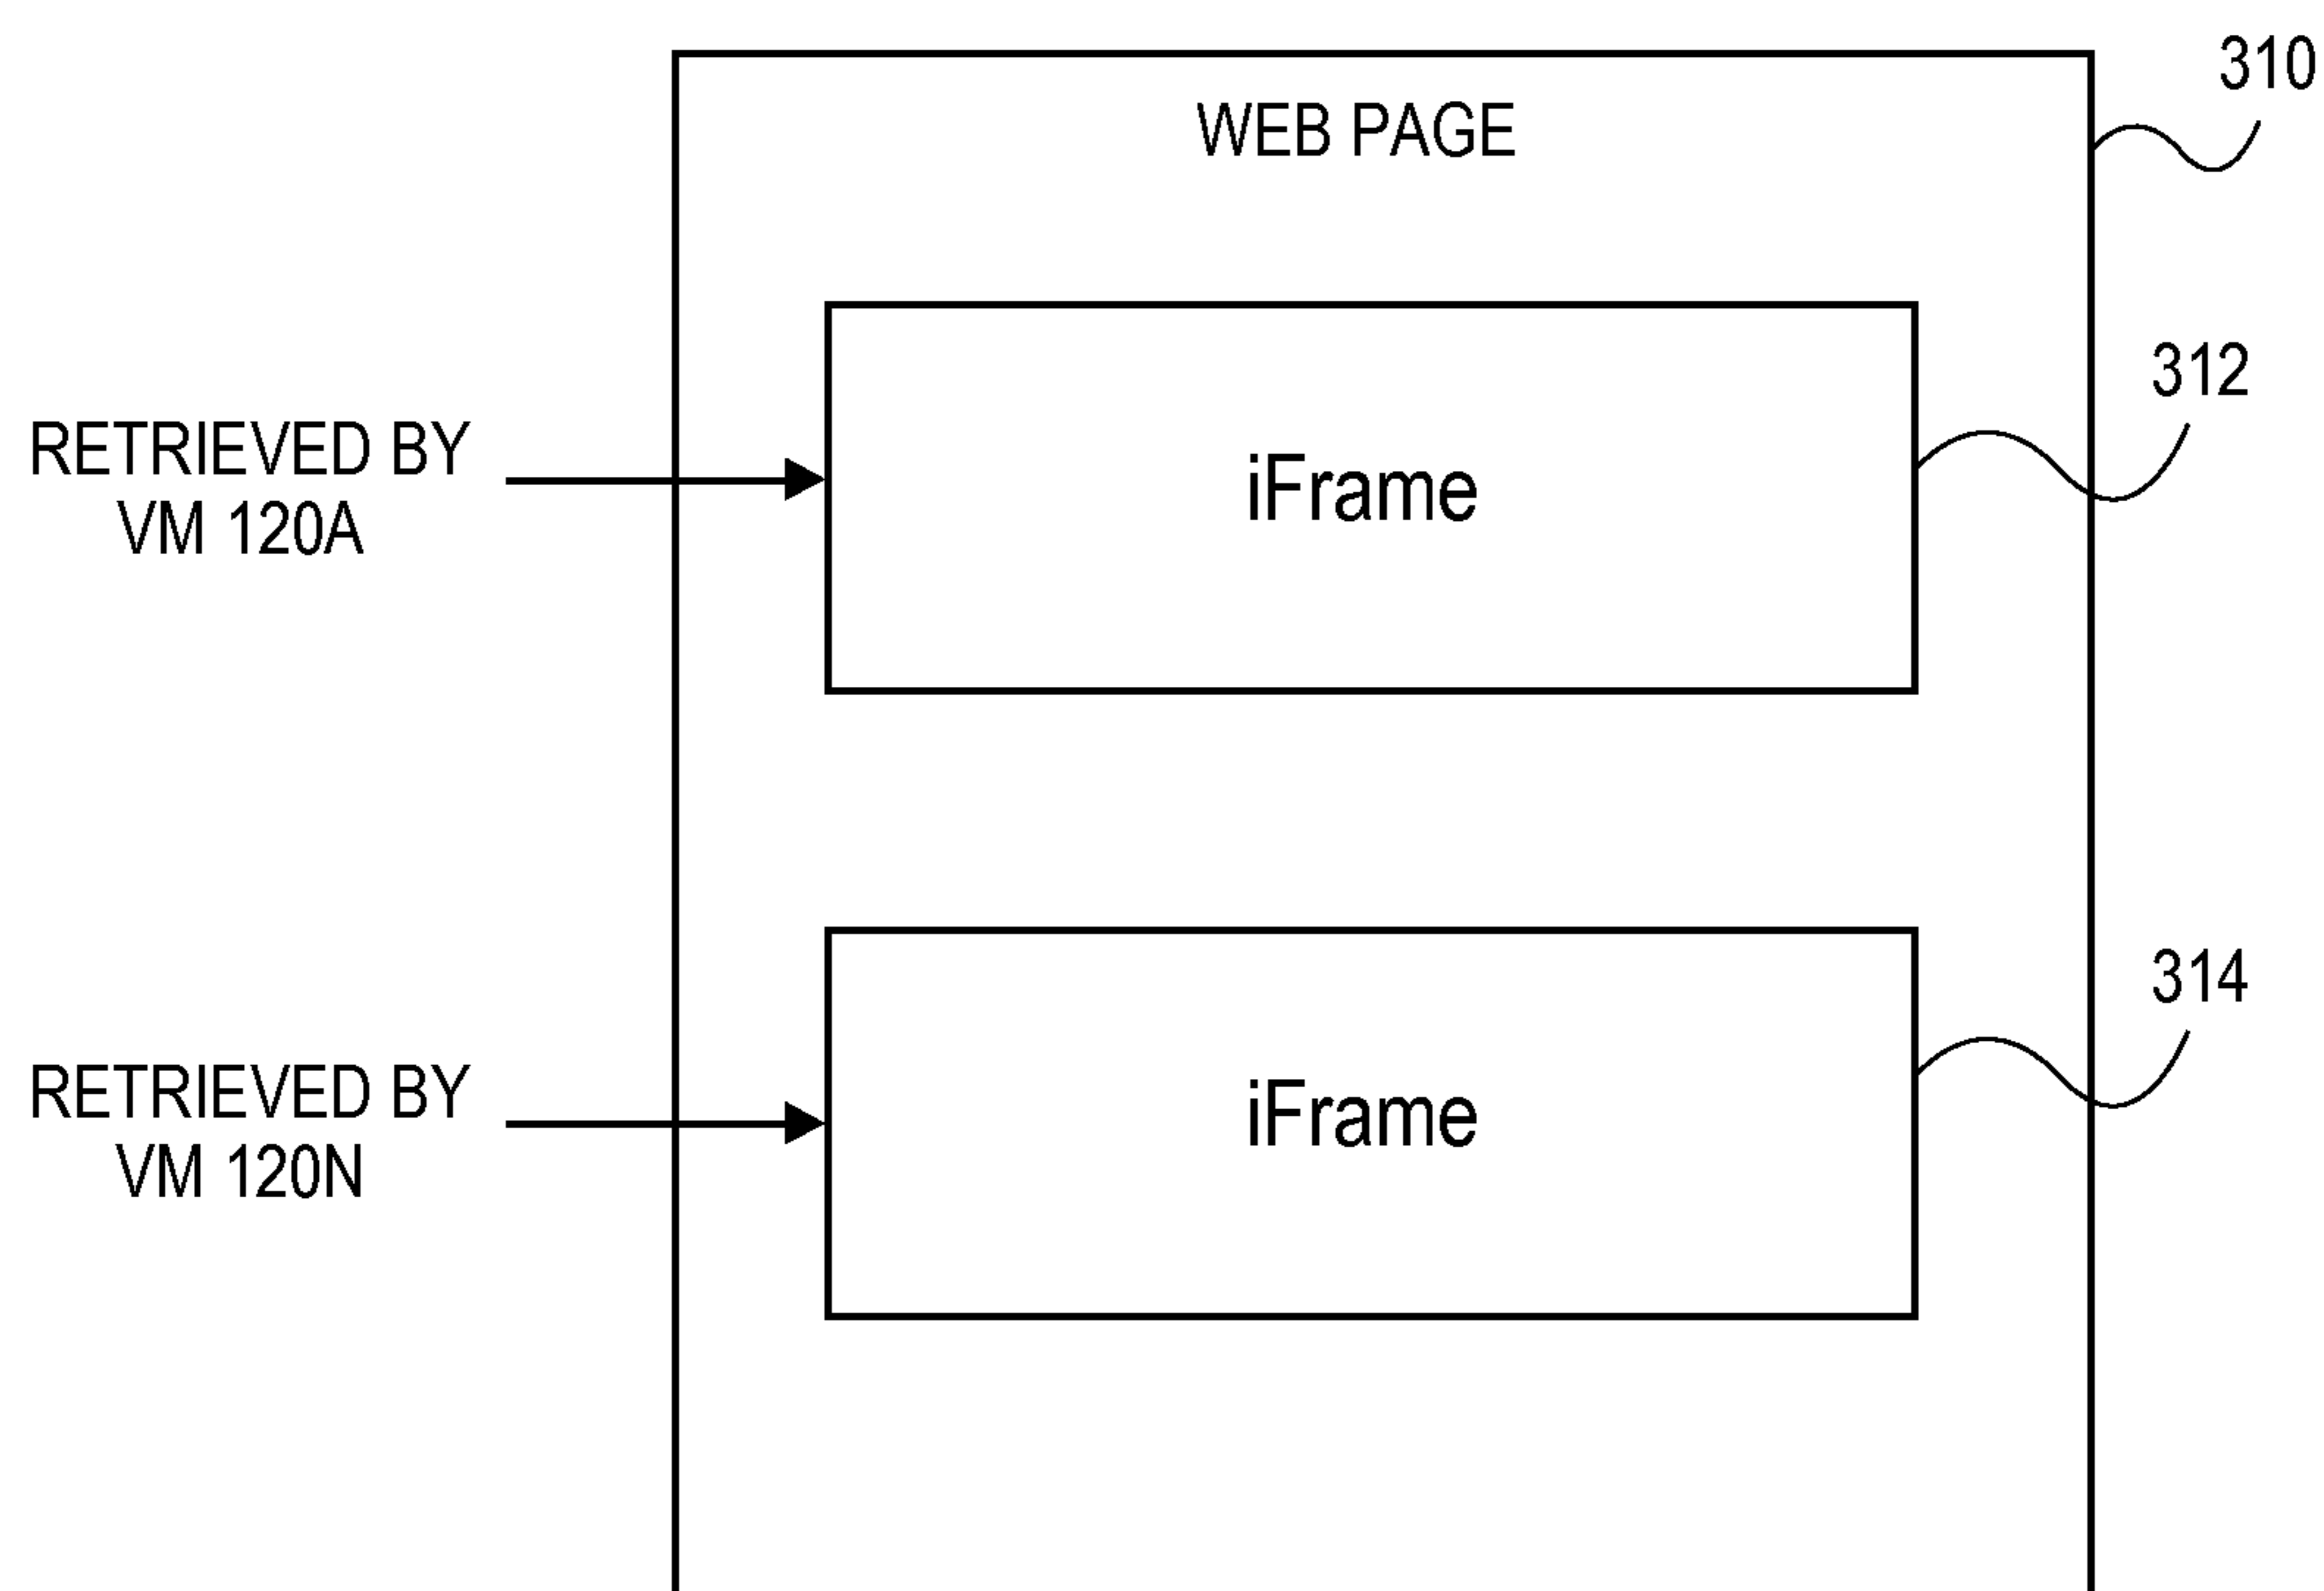 310
WEB PAGE
312
RETRIEVED BY
VM 120A
iFrame
314
RETRIEVED BY
VM 120N
iFrame